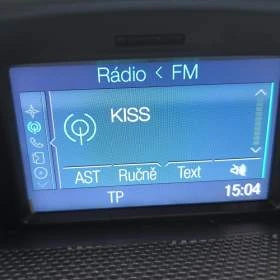 Rádio < FM
KISS
AST Ručně Text
TP 15:04